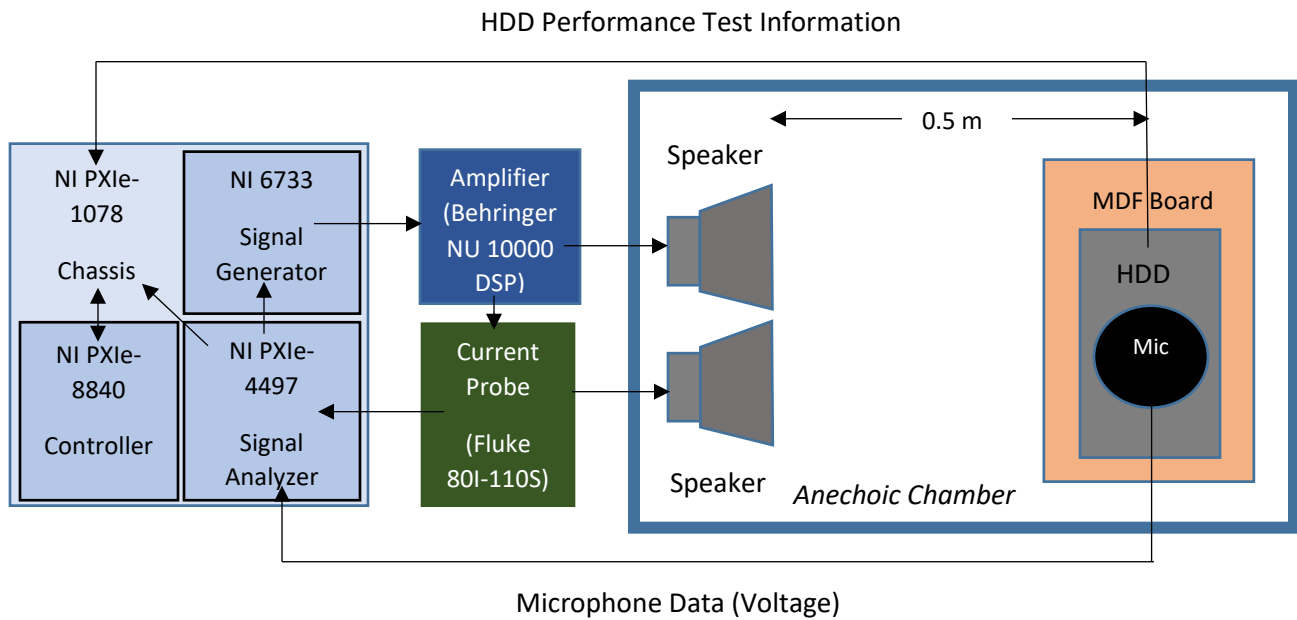 HDD Performance Test Information
NI PXIe-
1078
Chassis
NI 6733
Signal
Generator
NI PXIe-
8840
Controller
NI PXIe-
4497
Signal
Analyzer
Amplifier
(Behringer
NU 10000
DSP)
Current
Probe
(Fluke
80I-110S)
Speaker
Speaker
0.5 m
MDF Board
HDD
Mic
Anechoic Chamber
Microphone Data (Voltage)